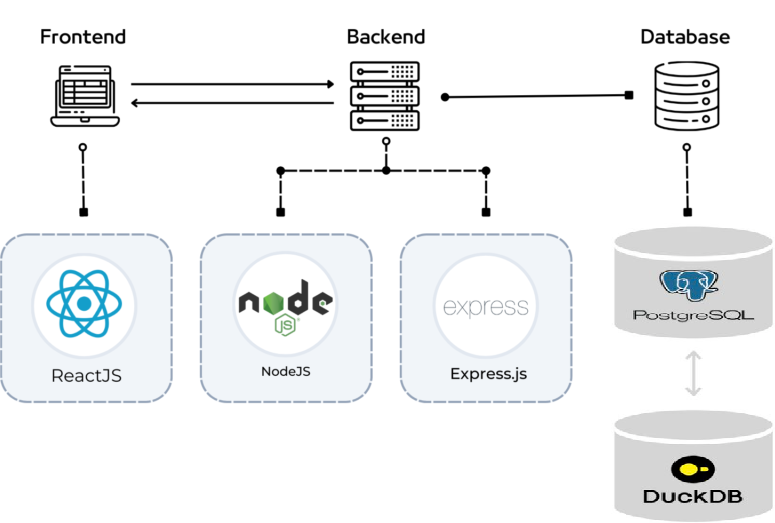 Frontend
Backend
Database
node
JS
express
PostgreSQL
ReactJS
NodeJS
Express.js
DuckDB